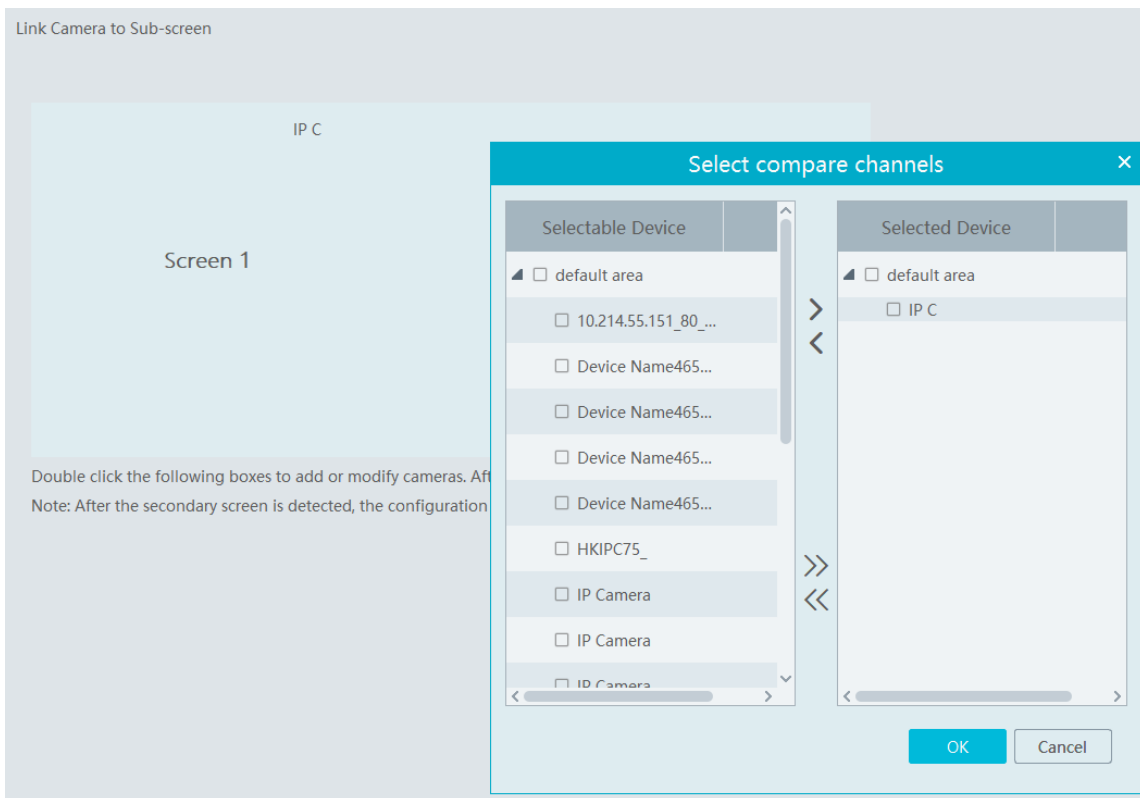 Link Camera to Sub-screen
IP C
Screen 1
Double click the following boxes to add or modify cameras. Aft
Note: After the secondary screen is detected, the configuration
Select compare channels
Selectable Device
default area
10.214.55.151_80_...
Device Name465...
Device Name465...
Device Name465...
Device Name465...
HKIPC75_
IP Camera
IP Camera
IP Camera
Selected Device
default area
IP C
OK
Cancel